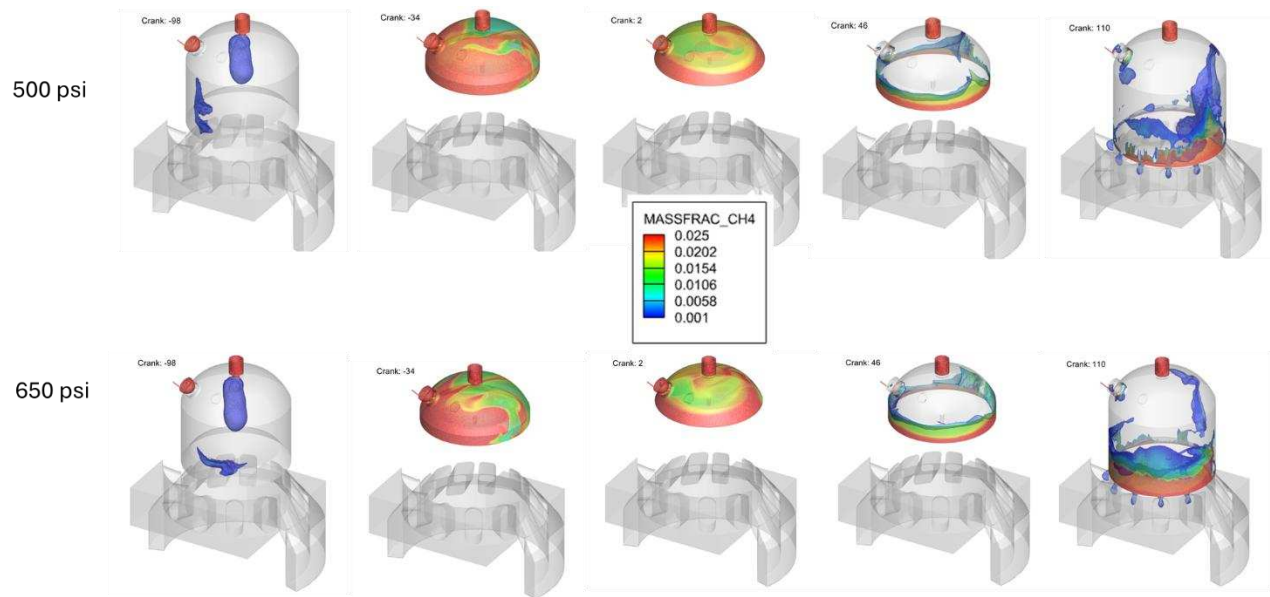 Crank: -98
Crank: -34
Crank: 2
Crank: 46
Crank: 110
500 psi
MASSFRAC_CH4
0.025
0.0202
0.0154
0.0106
0.0058
0.001
Crank: -98
Crank: -34
Crank: 2
Crank: 46
Crank: 110
650 psi